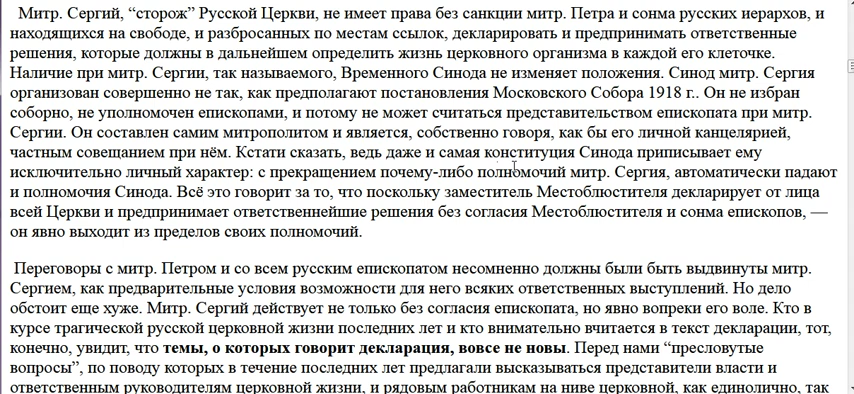 Митр. Сергий, “сторож” Русской Церкви, не имеет права без санкции митр. Петра и сонма русских иерархов, и
находящихся на свободе, и разбросанных по местам ссылок, декларировать и предпринимать ответственные
решения, которые должны в дальнейшем определить жизнь церковного организма в каждой его клеточке.
Наличие при митр. Сергии, так называемого, Временного Синода не изменяет положения. Синод митр. Сергия
организован совершенно не так, как предполагают постановления Московского Собора 1918 г.. Он не избран
соборно, не уполномочен епископами, и потому не может считаться представительством епископата при митр.
Сергии. Он составлен самим митрополитом и является, собственно говоря, как бы его личной канцелярией,
частным совещанием при нём. Кстати сказать, ведь даже и самая конституция Синода приписывает ему
исключительно личный характер: с прекращением почему-либо полномочий митр. Сергия, автоматически падают
и полномочия Синода. Всё это говорит за то, что поскольку заместитель Местоблюстителя декларирует от лица
всей Церкви и предпринимает ответственнейшие решения без согласия Местоблюстителя и сонма епископов, —
он явно выходит из пределов своих полномочий.
Переговоры с митр. Петром и со всем русским епископатом несомненно должны были быть выдвинуты митр.
Сергием, как предварительные условия возможности для него всяких ответственных выступлений. Но дело
обстоит еще хуже. Митр. Сергий действует не только без согласия епископата, но явно вопреки его воле. Кто в
курсе трагической русской церковной жизни последних лет и кто внимательно вчитается в текст декларации, тот,
конечно, увидит, что темы, о которых говорит декларация, вовсе не новы. Перед нами “пресловутые
вопросы”, по поводу которых в течение последних лет предлагали высказываться представители власти и
ответственным руководителям церковной жизни, и рядовым работникам на ниве церковной, как единолично, так